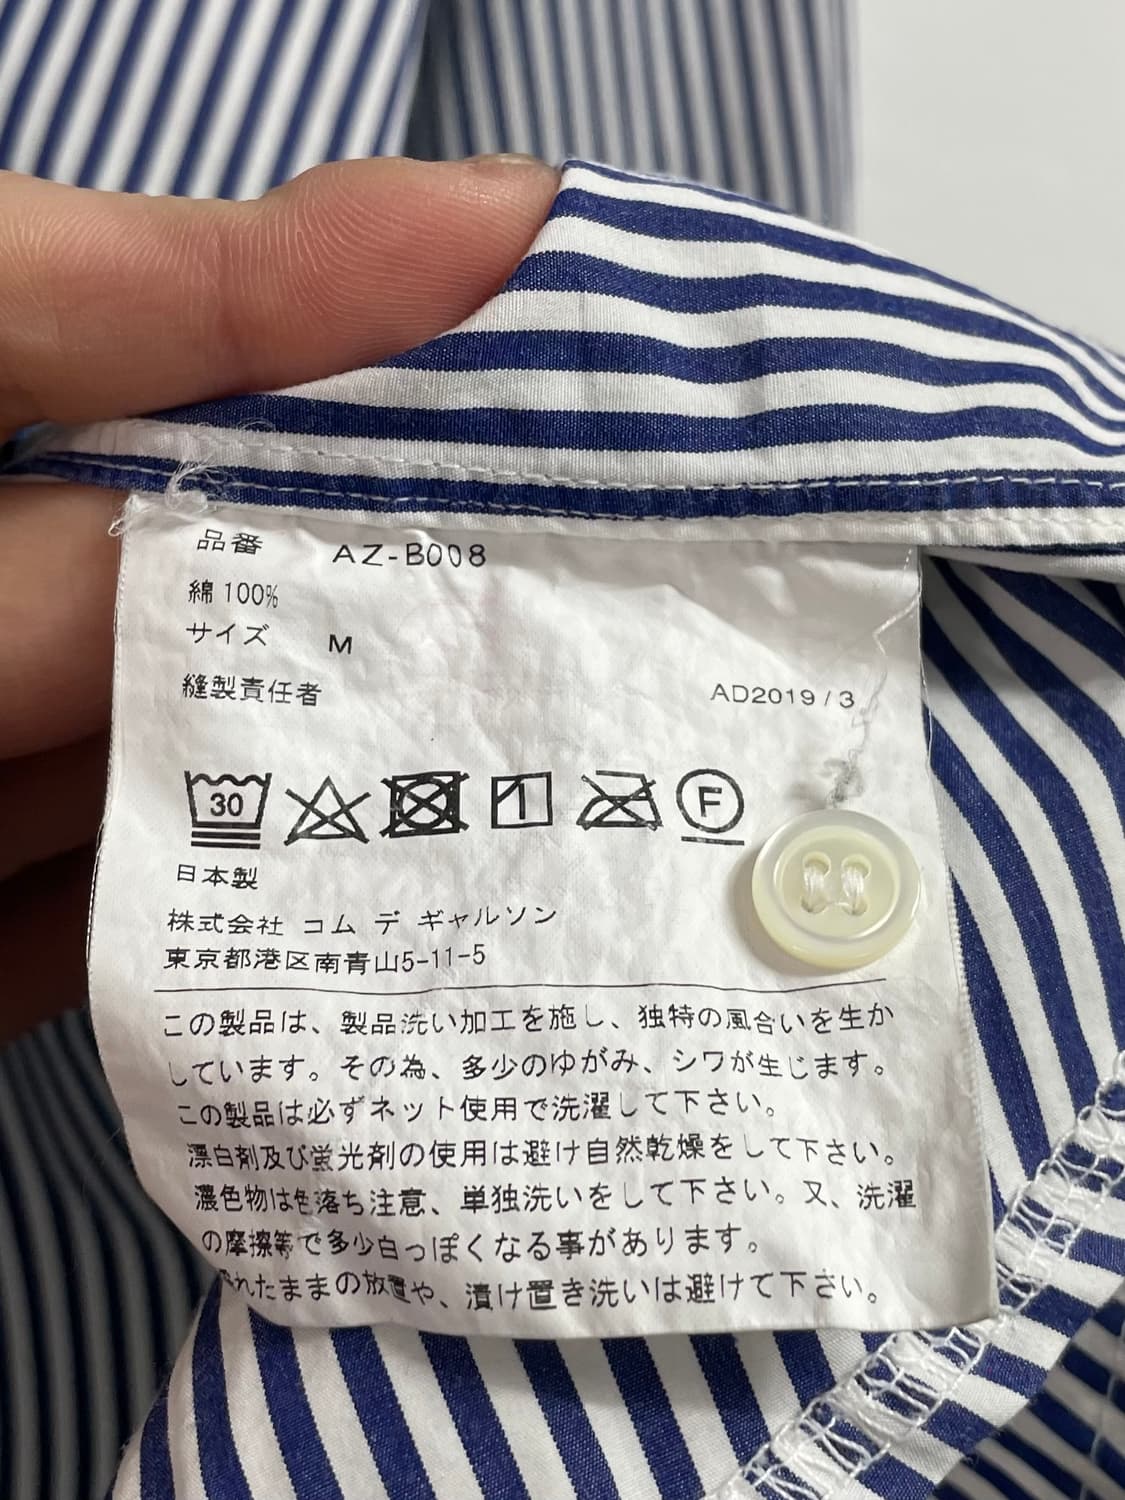 品番 AZ-B008
綿 100%
サイズ M
縫製責任者 AD2019 / 3
30 F
日本製
株式会社 コム デ ギャルソン
東京都港区南青山5-11-5
この製品は、製品洗い加工を施し、独特の風合いを生か
しています。その為、多少のゆがみ、シワが生じます。
この製品は必ずネット使用で洗濯して下さい。
漂白剤及び蛍光剤の使用は避け自然乾燥をして下さい。
濃色物は色落ち注意、単独洗いをして下さい。又、洗濯
の摩擦等で多少白っぽくなる事があります。
れたままの放置や、漬け置き洗いは避けて下さい。